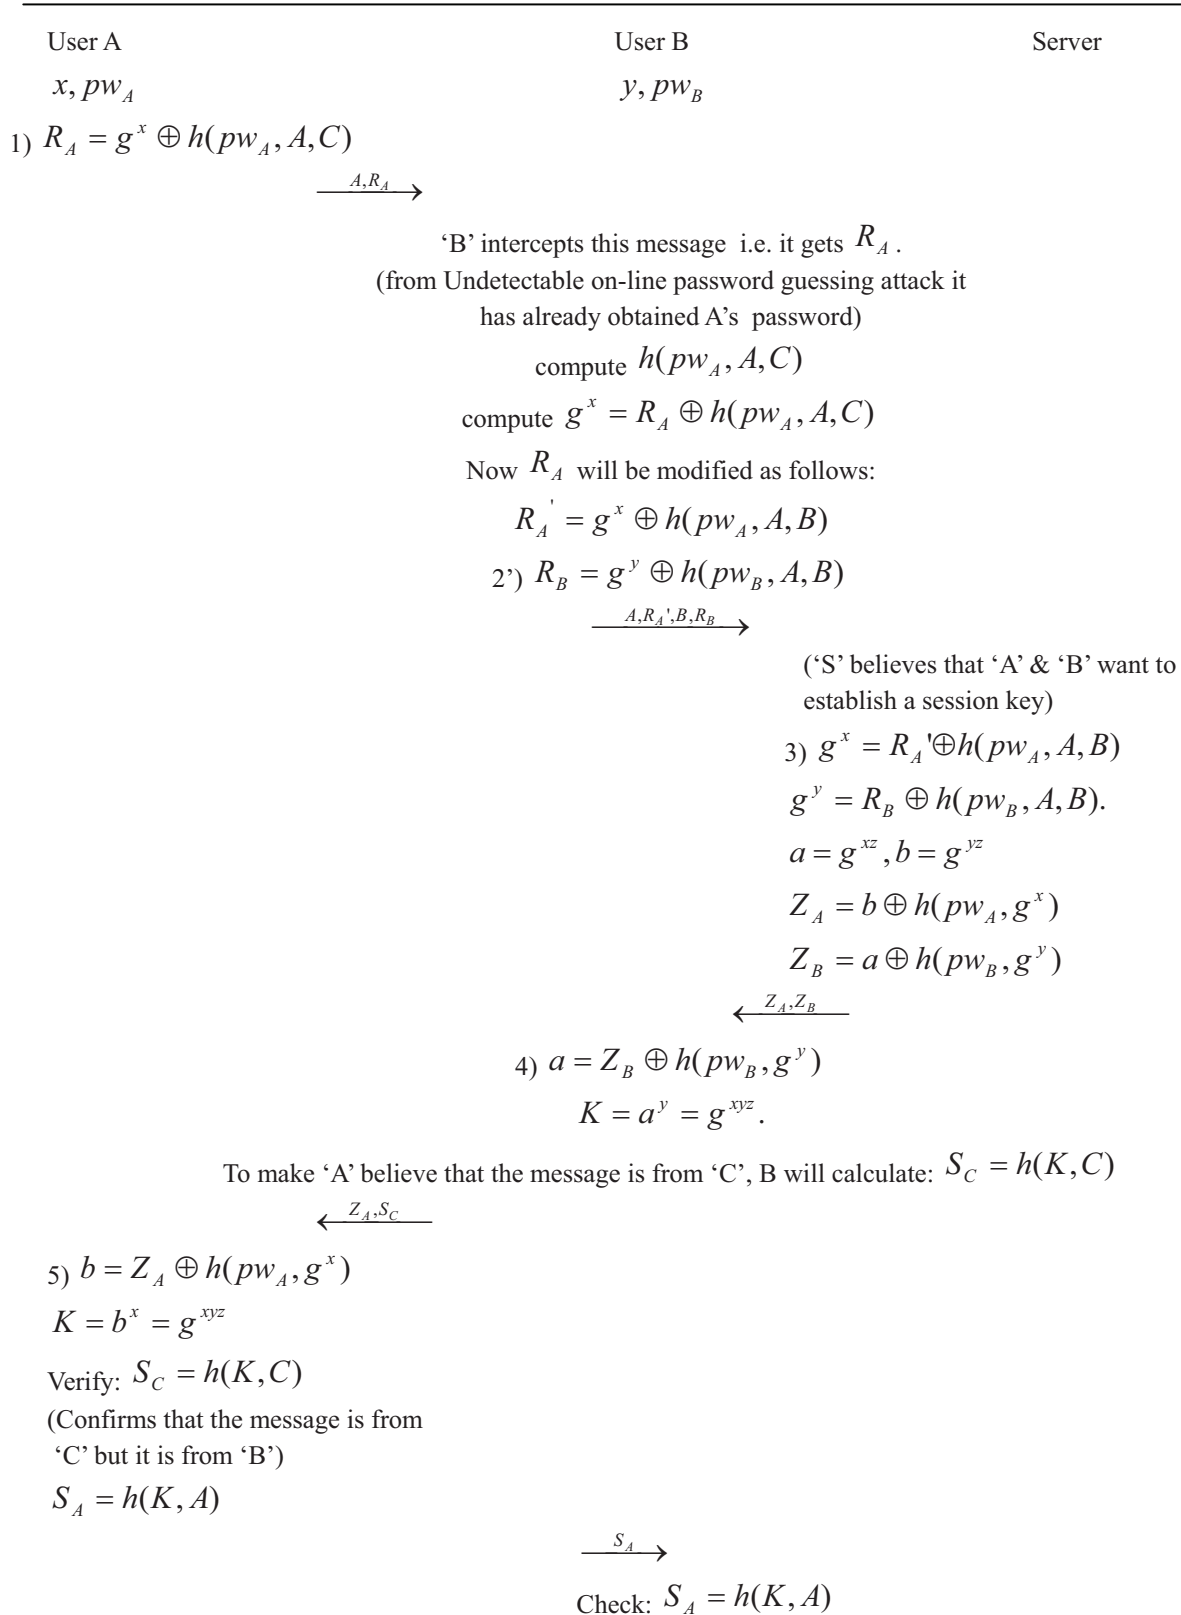 User A User B Server
x, pw_A y, pw_B
1) R_A = g^x ⊕ h(pw_A, A, C)
A,R_A
‘B’ intercepts this message i.e. it gets R_A .
(from Undetectable on-line password guessing attack it
has already obtained A’s password)
compute h(pw_A, A, C)
compute g^x = R_A ⊕ h(pw_A, A, C)
Now R_A will be modified as follows:
R_A' = g^x ⊕ h(pw_A, A, B)
2’) R_B = g^y ⊕ h(pw_B, A, B)
A,R_A',B,R_B
(‘S’ believes that ‘A’ & ‘B’ want to
establish a session key)
3) g^x = R_A'⊕h(pw_A, A, B)
g^y = R_B ⊕ h(pw_B, A, B).
a = g^{xz}, b = g^{yz}
Z_A = b ⊕ h(pw_A, g^x)
Z_B = a ⊕ h(pw_B, g^y)
Z_A,Z_B
4) a = Z_B ⊕ h(pw_B, g^y)
K = a^y = g^{xyz}.
To make ‘A’ believe that the message is from ‘C’, B will calculate: S_C = h(K, C)
Z_A,S_C
5) b = Z_A ⊕ h(pw_A, g^x)
K = b^x = g^{xyz}
Verify: S_C = h(K, C)
(Confirms that the message is from
‘C’ but it is from ‘B’)
S_A = h(K, A)
S_A
Check: S_A = h(K, A)